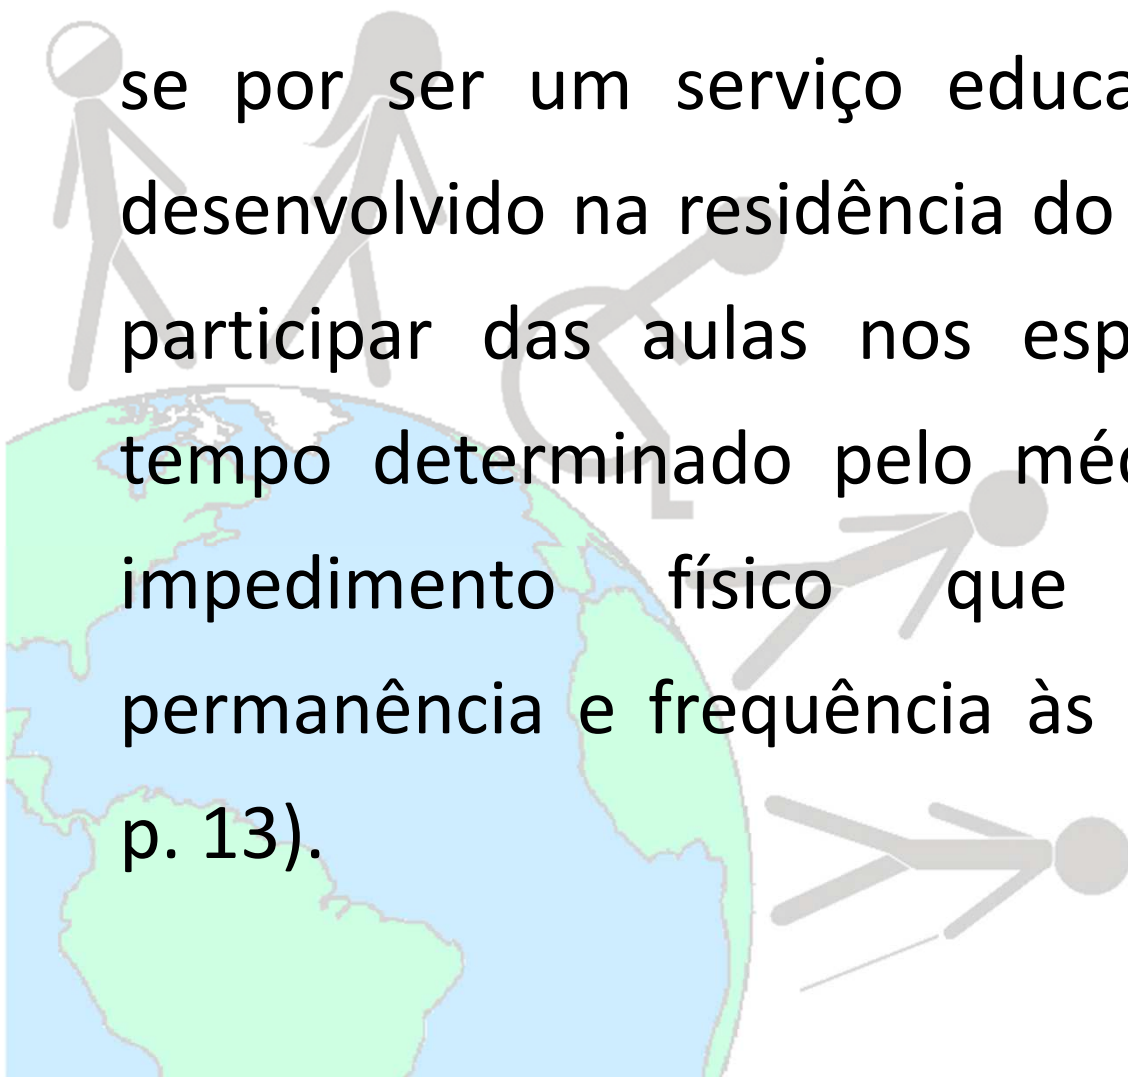 se por ser um serviço educa
desenvolvido na residência do
participar das aulas nos esp
tempo determinado pelo méd
impedimento físico que
permanência e frequência às
p. 13).